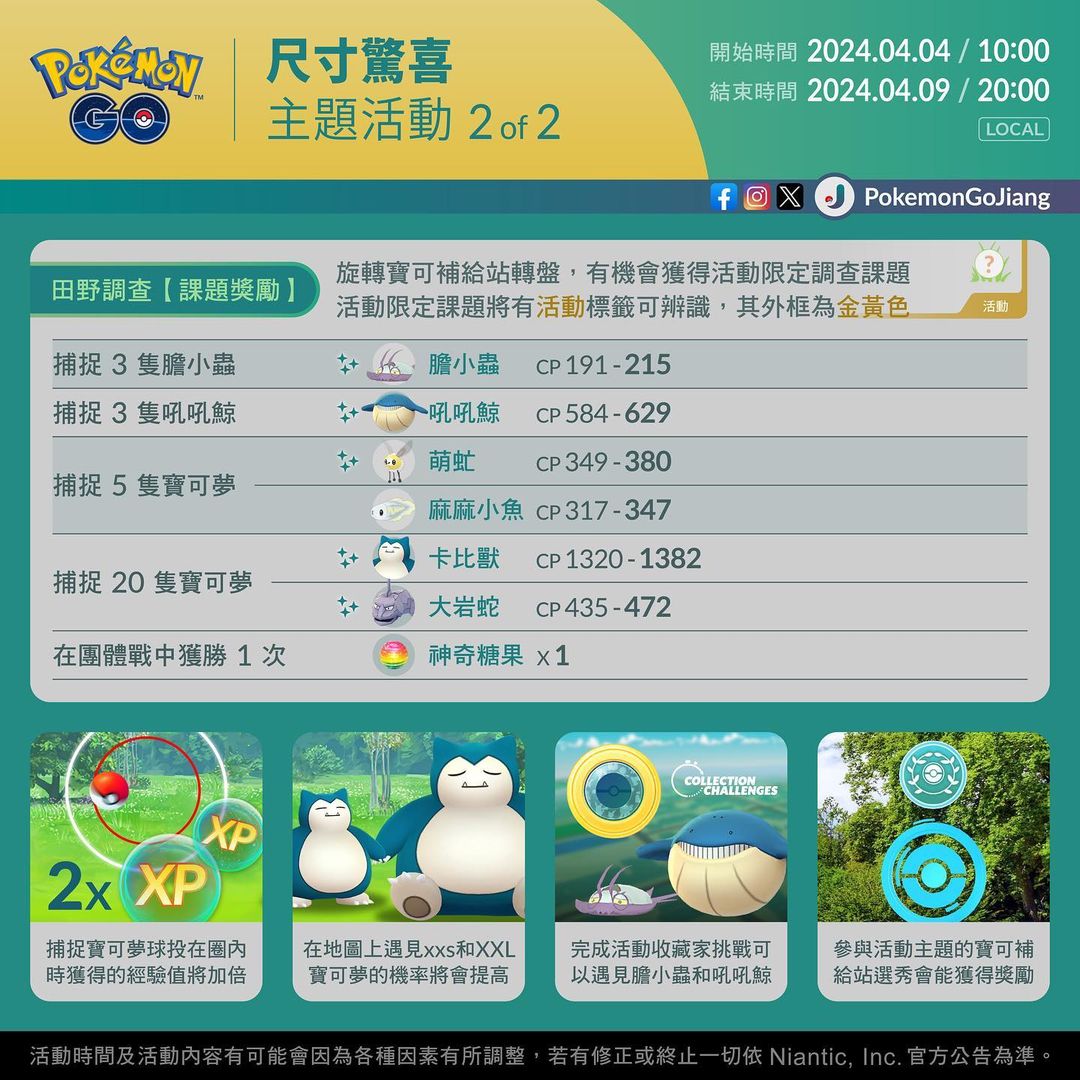 POKÉMON GO™
尺寸驚喜
主題活動 2 of 2
開始時間 2024.04.04 / 10:00
結束時間 2024.04.09 / 20:00
LOCAL
PokemonGoJiang
田野調查【課題獎勵】
旋轉寶可補給站轉盤，有機會獲得活動限定調查課題
活動限定課題將有活動標籤可辨識，其外框為金黃色
?
活動
捕捉 3 隻膽小蟲 膽小蟲 CP 191 - 215
捕捉 3 隻吼吼鯨 吼吼鯨 CP 584 - 629
捕捉 5 隻寶可夢
萌虻 CP 349 - 380
麻麻小魚 CP 317 - 347
捕捉 20 隻寶可夢
卡比獸 CP 1320 - 1382
大岩蛇 CP 435 - 472
在團體戰中獲勝 1 次 神奇糖果 x 1
2x XP XP
捕捉寶可夢球投在圈內
時獲得的經驗值將加倍
在地圖上遇見xxs和XXL
寶可夢的機率將會提高
COLLECTION
CHALLENGES
完成活動收藏家挑戰可
以遇見膽小蟲和吼吼鯨
參與活動主題的寶可補
給站選秀會能獲得獎勵
活動時間及活動內容有可能會因為各種因素有所調整，若有修正或終止一切依 Niantic, Inc. 官方公告為準。